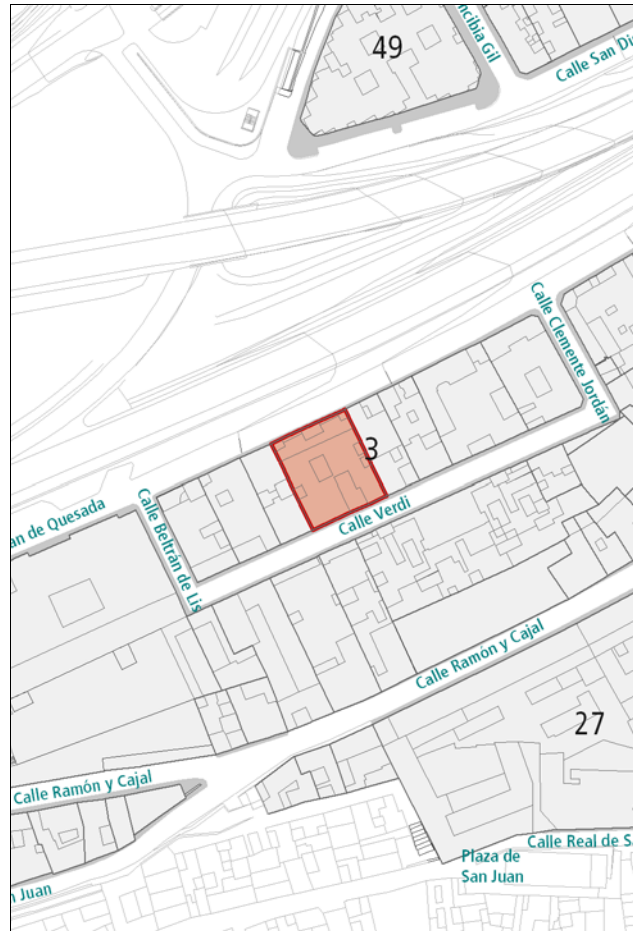 49
ncibia Gil
Calle San Di
Calle Clemente Jordán
3
Calle Verdi
an de Quesada
Calle Beltrán de Lis
Calle Ramón y Cajal
27
Calle Ramón y Cajal
Calle Real de S
Plaza de
San Juan
n Juan